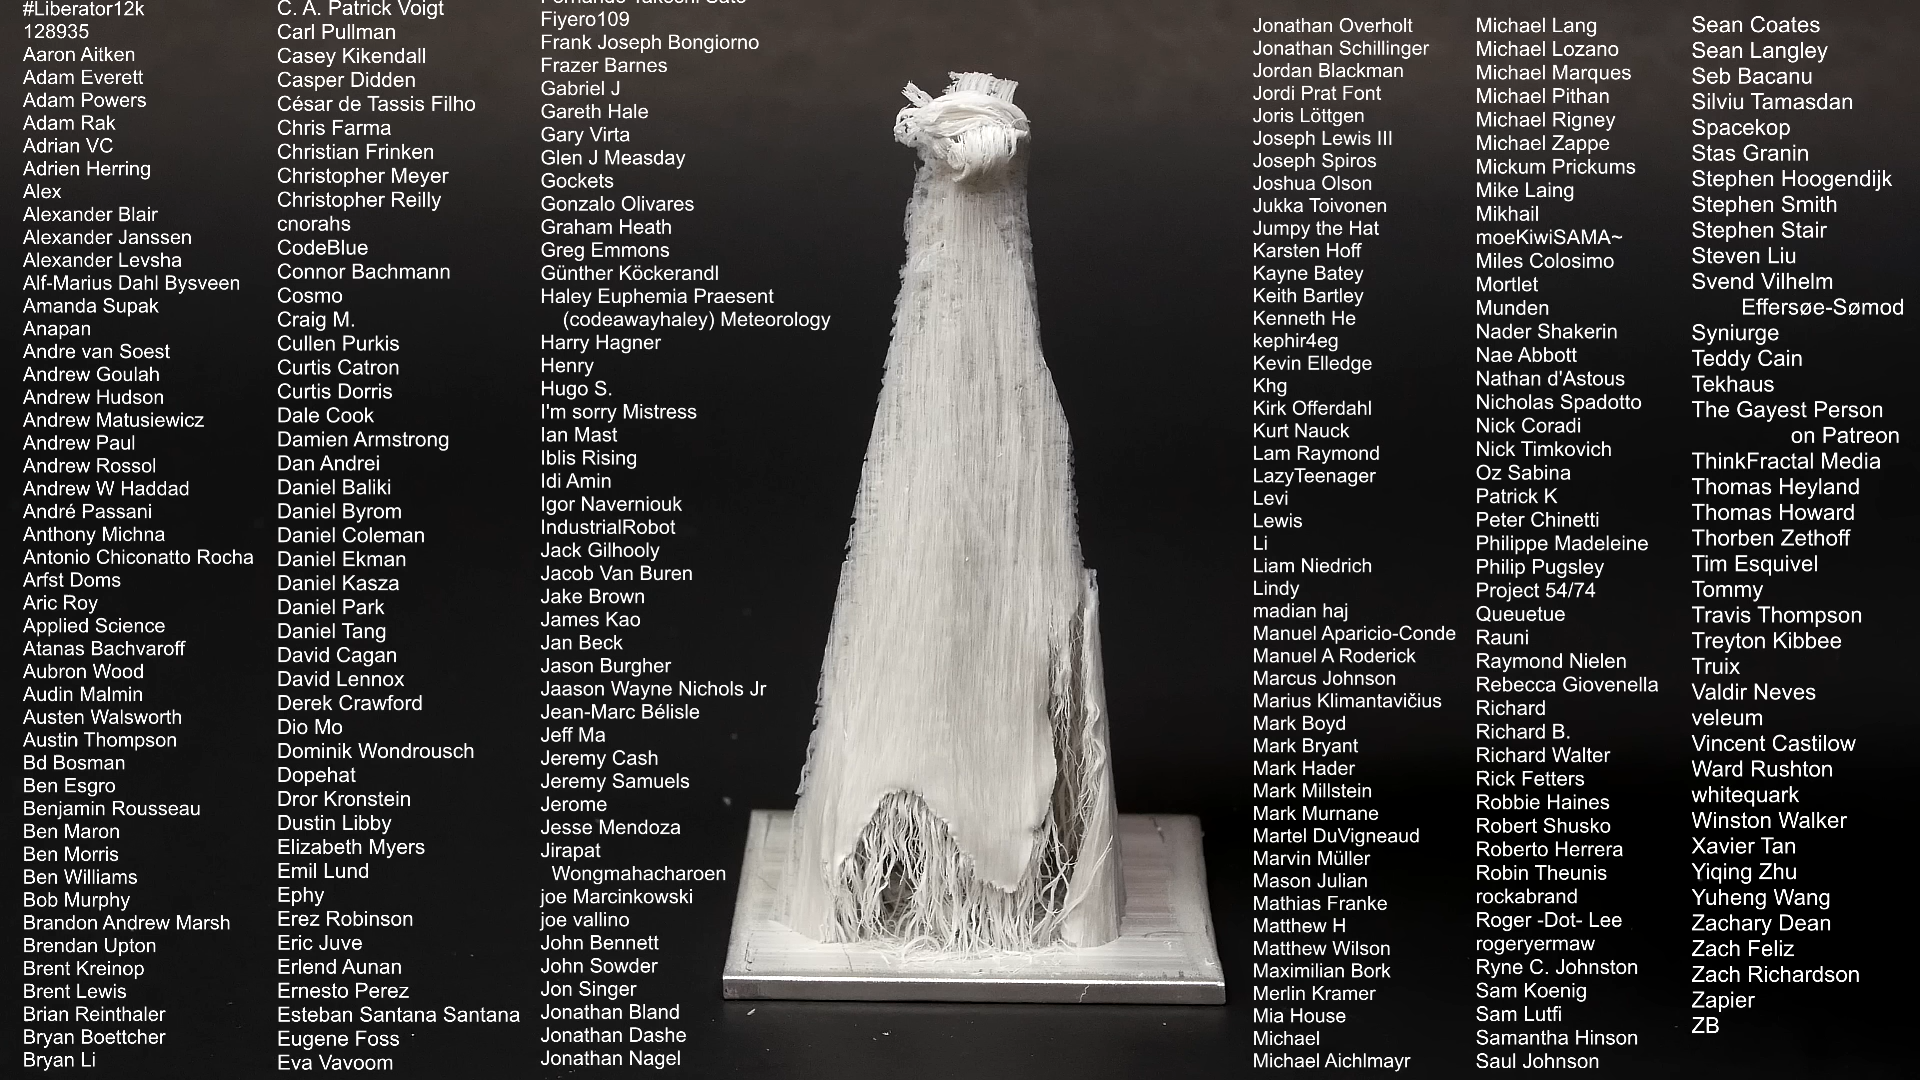 #Liberator12k
128935
Aaron Aitken
Adam Everett
Adam Powers
Adam Rak
Adrian VC
Adrien Herring
Alex
Alexander Blair
Alexander Janssen
Alexander Levsha
Alf-Marius Dahl Bysveen
Amanda Supak
Anapan
Andre van Soest
Andrew Goulah
Andrew Hudson
Andrew Matusiewicz
Andrew Paul
Andrew Rossol
Andrew W Haddad
André Passani
Anthony Michna
Antonio Chiconatto Rocha
Arfst Doms
Aric Roy
Applied Science
Atanas Bachvaroff
Aubron Wood
Audin Malmin
Austen Walsworth
Austin Thompson
Bd Bosman
Ben Esgro
Benjamin Rousseau
Ben Maron
Ben Morris
Ben Williams
Bob Murphy
Brandon Andrew Marsh
Brendan Upton
Brent Kreinop
Brent Lewis
Brian Reinthaler
Bryan Boettcher
Bryan Li
C. A. Patrick Voigt
Carl Pullman
Casey Kikendall
Casper Didden
César de Tassis Filho
Chris Farma
Christian Frinken
Christopher Meyer
Christopher Reilly
cnorahs
CodeBlue
Connor Bachmann
Cosmo
Craig M.
Cullen Purkis
Curtis Catron
Curtis Dorris
Dale Cook
Damien Armstrong
Dan Andrei
Daniel Baliki
Daniel Byrom
Daniel Coleman
Daniel Ekman
Daniel Kasza
Daniel Park
Daniel Tang
David Cagan
David Lennox
Derek Crawford
Dio Mo
Dominik Wondrousch
Dopehat
Dror Kronstein
Dustin Libby
Elizabeth Myers
Emil Lund
Ephy
Erez Robinson
Eric Juve
Erlend Aunan
Ernesto Perez
Esteban Santana Santana
Eugene Foss
Eva Vavoom
Fiyero109
Frank Joseph Bongiorno
Frazer Barnes
Gabriel J
Gareth Hale
Gary Virta
Glen J Measday
Gockets
Gonzalo Olivares
Graham Heath
Greg Emmons
Günther Köckerandl
Haley Euphemia Praesent
(codeawayhaley) Meteorology
Harry Hagner
Henry
Hugo S.
I'm sorry Mistress
Ian Mast
Iblis Rising
Idi Amin
Igor Naverniouk
IndustrialRobot
Jack Gilhooly
Jacob Van Buren
Jake Brown
James Kao
Jan Beck
Jason Burgher
Jaason Wayne Nichols Jr
Jean-Marc Bélisle
Jeff Ma
Jeremy Cash
Jeremy Samuels
Jerome
Jesse Mendoza
Jirapat
Wongmahacharoen
joe Marcinkowski
joe vallino
John Bennett
John Sowder
Jon Singer
Jonathan Bland
Jonathan Dashe
Jonathan Nagel
Jonathan Overholt
Jonathan Schillinger
Jordan Blackman
Jordi Prat Font
Joris Löttgen
Joseph Lewis III
Joseph Spiros
Joshua Olson
Jukka Toivonen
Jumpy the Hat
Karsten Hoff
Kayne Batey
Keith Bartley
Kenneth He
kephir4eg
Kevin Elledge
Khg
Kirk Offerdahl
Kurt Nauck
Lam Raymond
LazyTeenager
Levi
Lewis
Li
Liam Niedrich
Lindy
madian haj
Manuel Aparicio-Conde
Manuel A Roderick
Marcus Johnson
Marius Klimantavičius
Mark Boyd
Mark Bryant
Mark Hader
Mark Millstein
Mark Murnane
Martel DuVigneaud
Marvin Müller
Mason Julian
Mathias Franke
Matthew H
Matthew Wilson
Maximilian Bork
Merlin Kramer
Mia House
Michael
Michael Aichlmayr
Michael Lang
Michael Lozano
Michael Marques
Michael Pithan
Michael Rigney
Michael Zappe
Mickum Prickums
Mike Laing
Mikhail
moeKiwiSAMA~
Miles Colosimo
Mortlet
Munden
Nader Shakerin
Nae Abbott
Nathan d'Astous
Nicholas Spadotto
Nick Coradi
Nick Timkovich
Oz Sabina
Patrick K
Peter Chinetti
Philippe Madeleine
Philip Pugsley
Project 54/74
Queuetue
Rauni
Raymond Nielen
Rebecca Giovenella
Richard
Richard B.
Richard Walter
Rick Fetters
Robbie Haines
Robert Shusko
Roberto Herrera
Robin Theunis
rockabrand
Roger -Dot- Lee
rogeryermaw
Ryne C. Johnston
Sam Koenig
Sam Lutfi
Samantha Hinson
Saul Johnson
Sean Coates
Sean Langley
Seb Bacanu
Silviu Tamasdan
Spacekop
Stas Granin
Stephen Hoogendijk
Stephen Smith
Stephen Stair
Steven Liu
Svend Vilhelm
Effersøe-Sømod
Syniurge
Teddy Cain
Tekhaus
The Gayest Person
on Patreon
ThinkFractal Media
Thomas Heyland
Thomas Howard
Thorben Zethoff
Tim Esquivel
Tommy
Travis Thompson
Treyton Kibbee
Truix
Valdir Neves
veleum
Vincent Castilow
Ward Rushton
whitequark
Winston Walker
Xavier Tan
Yiqing Zhu
Yuheng Wang
Zachary Dean
Zach Feliz
Zach Richardson
Zapier
ZB